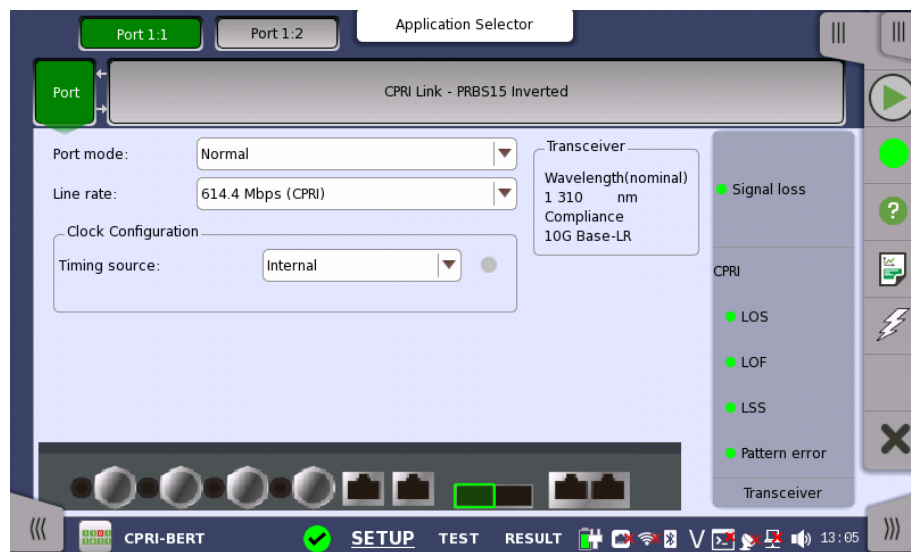 Application Selector
Port 1:1
Port 1:2
Port
CPRI Link - PRBS15 Inverted
Port mode:
Normal
Line rate:
614.4 Mbps (CPRI)
Clock Configuration
Timing source:
Internal
Transceiver
Wavelength(nominal)
1 310 nm
Compliance
10G Base-LR
Signal loss
CPRI
LOS
LOF
LSS
Pattern error
Transceiver
CPRI-BERT
SETUP
TEST
RESULT
V
13:05